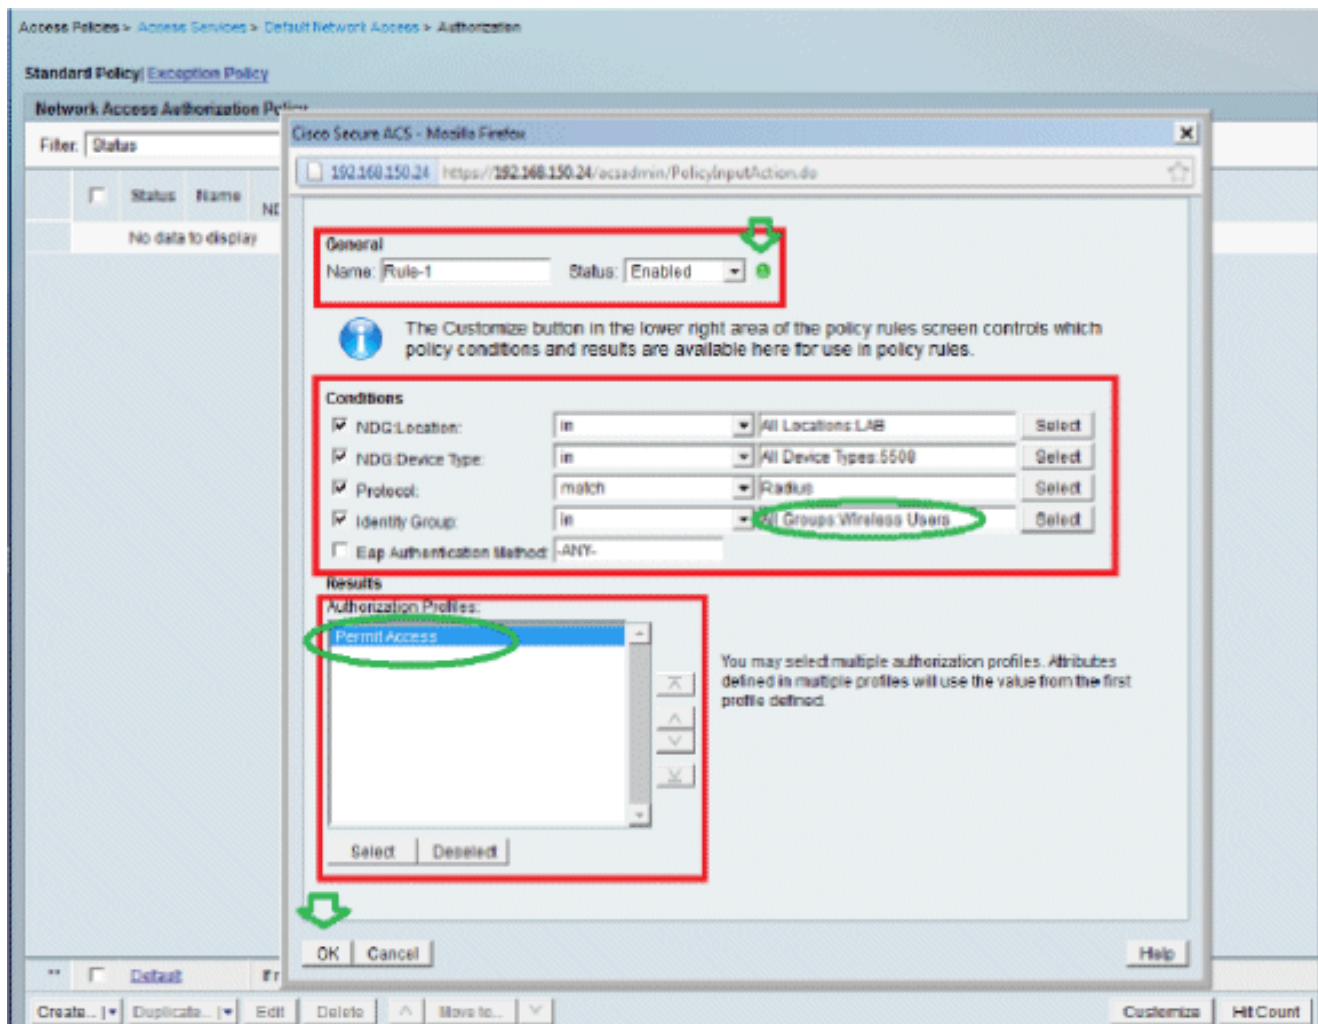 Access Policies > Access Services > Default Network Access > Authorization
Standard Policy| Exception Policy
Network Access Authorization Policy
Filter: Status
Status Name
No data to display
Cisco Secure ACS - Mozilla Firefox
192.168.150.24 https://192.168.150.24/acsadmin/PolicyInputAction.do
General
Name: Rule-1 Status: Enabled
The Customize button in the lower right area of the policy rules screen controls which
policy conditions and results are available here for use in policy rules.
Conditions
NDG:Location: in All Locations:LAB Select
NDG:Device Type: in All Device Types:5508 Select
Protocol: match Radius Select
Identity Group: in All Groups:Wireless Users Select
Eap Authentication Method: -ANY-
Results
Authorization Profiles:
Permit Access
You may select multiple authorization profiles. Attributes
defined in multiple profiles will use the value from the first
profile defined.
Select Deselect
OK Cancel Help
** Default If
Create... Duplicate... Edit Delete Move to... Customize Hit Count